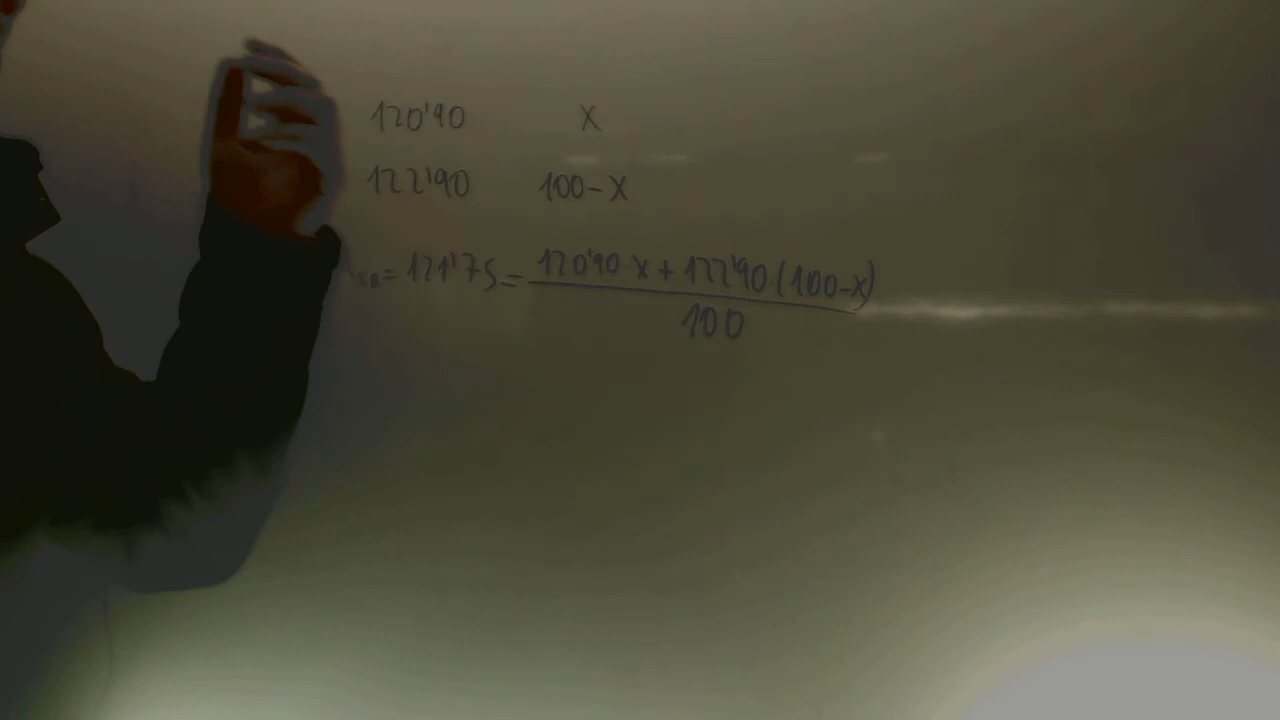 120'90 X
122'90 100-X
= 121'75 = 120'90 · X + 122'90 (100-X)
100